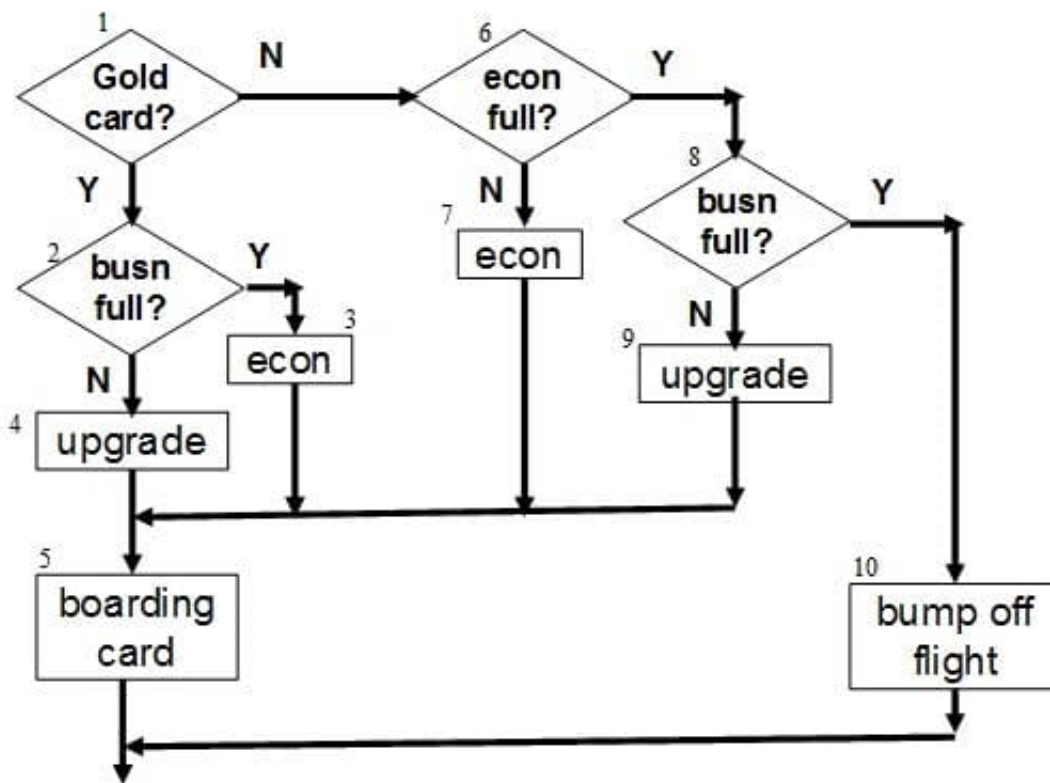 1
Gold
card?
N
6
econ
full?
Y
8
busn
full?
Y
Y
2
busn
full?
Y
3
econ
N
7
econ
N
9
upgrade
N
4
upgrade
5
boarding
card
10
bump off
flight